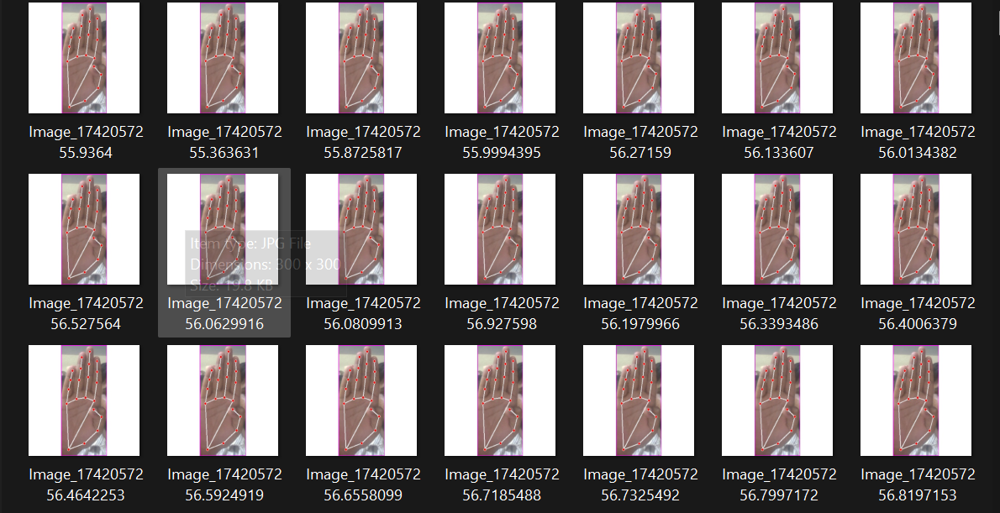 Image_17420572
55.9364
Image_17420572
55.363631
Image_17420572
55.8725817
Image_17420572
55.9994395
Image_17420572
56.27159
Image_17420572
56.133607
Image_17420572
56.0134382
Item type: JPG File
Dimensions: 300 x 300
Size: 19.8 KB
Image_17420572
56.527564
Image_17420572
56.0629916
Image_17420572
56.0809913
Image_17420572
56.927598
Image_17420572
56.1979966
Image_17420572
56.3393486
Image_17420572
56.4006379
Image_17420572
56.4642253
Image_17420572
56.5924919
Image_17420572
56.6558099
Image_17420572
56.7185488
Image_17420572
56.7325492
Image_17420572
56.7997172
Image_17420572
56.8197153